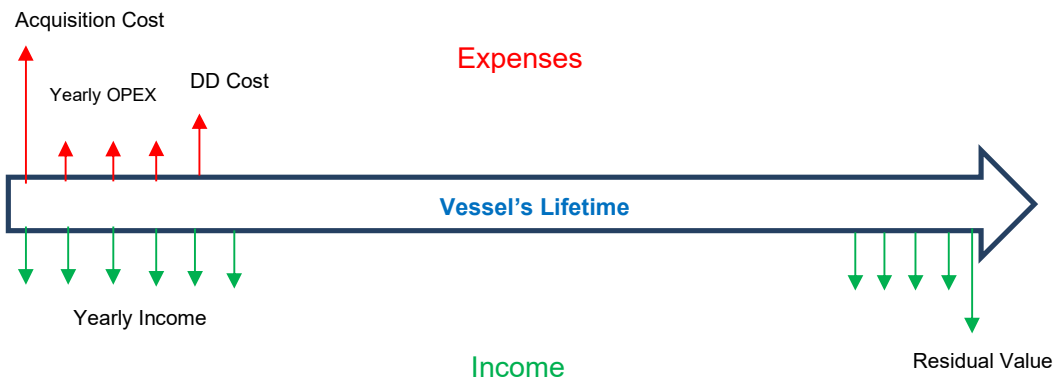 Acquisition Cost
Expenses
DD Cost
Yearly OPEX
Vessel’s Lifetime
Yearly Income
Residual Value
Income